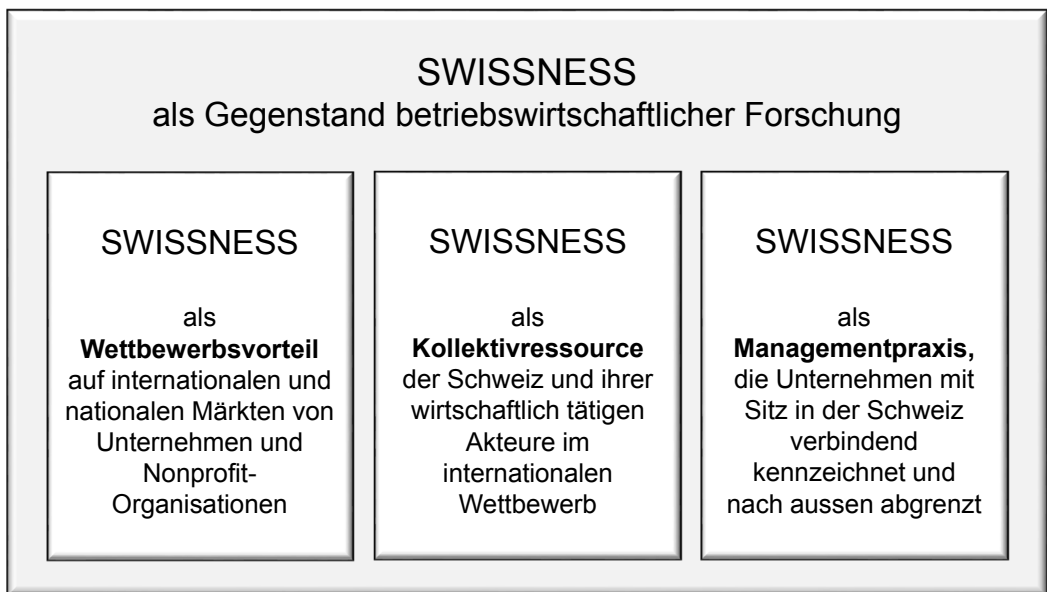 SWISSNESS
als Gegenstand betriebswirtschaftlicher Forschung
SWISSNESS
als
Wettbewerbsvorteil
auf internationalen und
nationalen Märkten von
Unternehmen und
Nonprofit-
Organisationen
SWISSNESS
als
Kollektivressource
der Schweiz und ihrer
wirtschaftlich tätigen
Akteure im
internationalen
Wettbewerb
SWISSNESS
als
Managementpraxis,
die Unternehmen mit
Sitz in der Schweiz
verbindend
kennzeichnet und
nach aussen abgrenzt